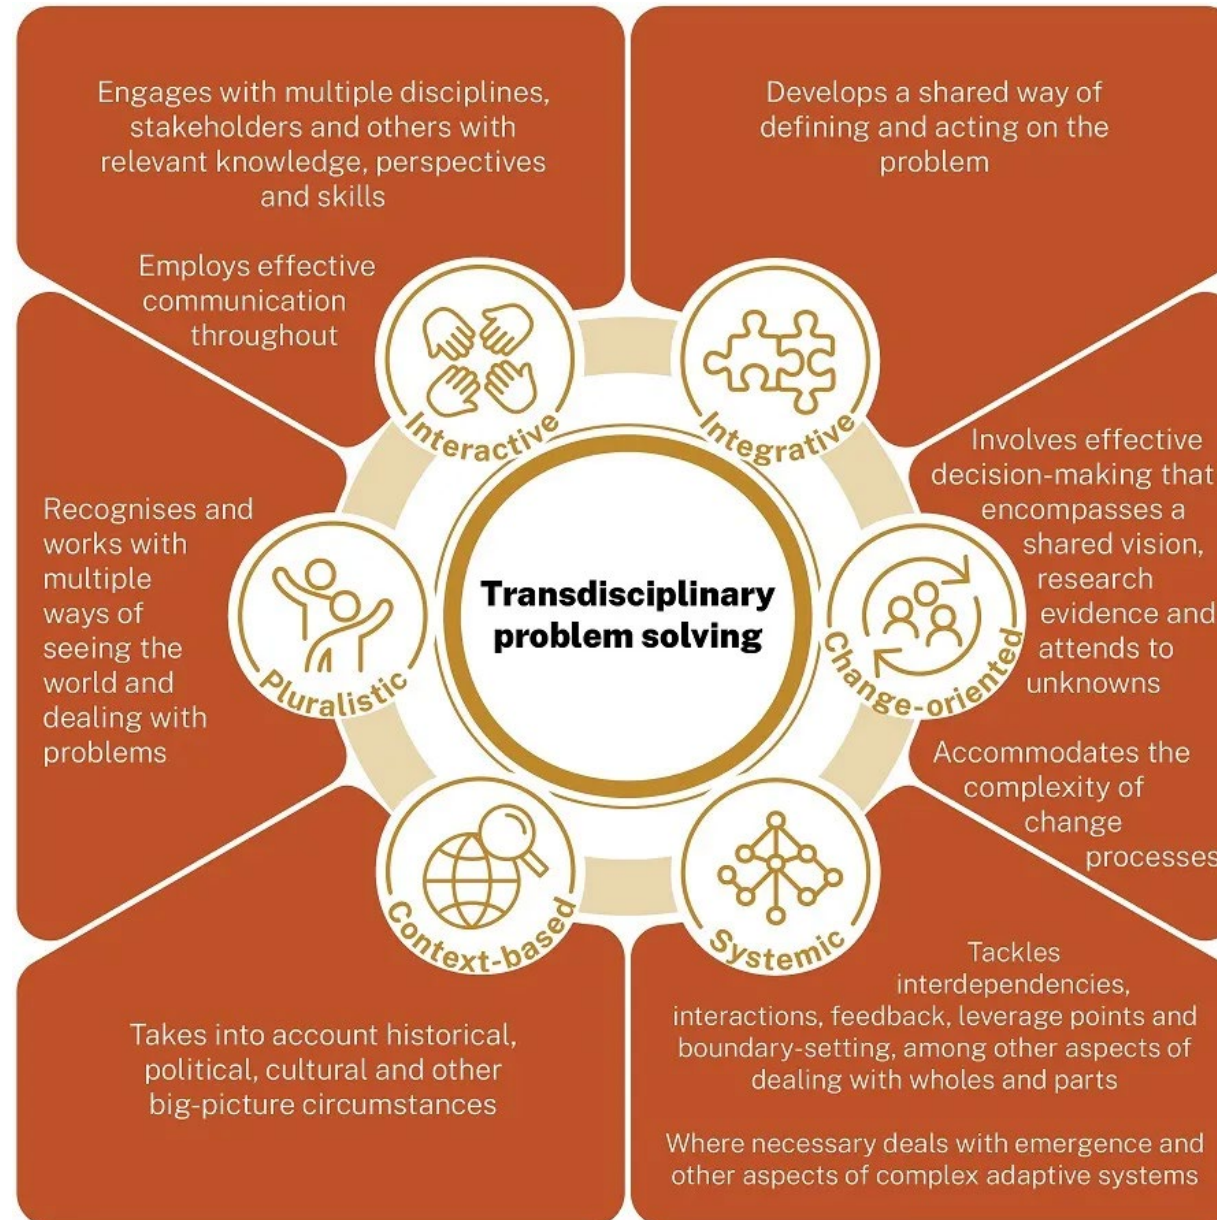 Engages with multiple disciplines,
stakeholders and others with
relevant knowledge, perspectives
and skills
Employs effective
communication
throughout
Interactive
Develops a shared way of
defining and acting on the
problem
Integrative
Involves effective
decision-making that
encompasses a
shared vision,
research
evidence and
attends to
unknowns
Accommodates the
complexity of
change
processes
Change-oriented
Tackles
interdependencies,
interactions, feedback, leverage points and
boundary-setting, among other aspects of
dealing with wholes and parts
Where necessary deals with emergence and
other aspects of complex adaptive systems
Systemic
Takes into account historical,
political, cultural and other
big-picture circumstances
Context-based
Recognises and
works with
multiple
ways of
seeing the
world and
dealing with
problems
Pluralistic
Transdisciplinary
problem solving